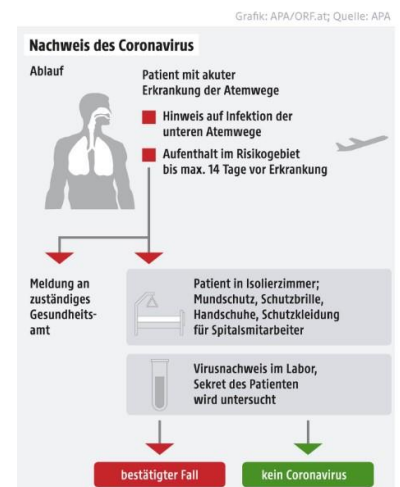 Grafik: APA/ORF.at; Quelle: APA
Nachweis des Coronavirus
Ablauf
Patient mit akuter
Erkrankung der Atemwege
Hinweis auf Infektion der
unteren Atemwege
Aufenthalt im Risikogebiet
bis max. 14 Tage vor Erkrankung
Meldung an
zuständiges
Gesundheits-
amt
Patient in Isolierzimmer;
Mundschutz, Schutzbrille,
Handschuhe, Schutzkleidung
für Spitalsmitarbeiter
Virusnachweis im Labor,
Sekret des Patienten
wird untersucht
bestätigter Fall
kein Coronavirus